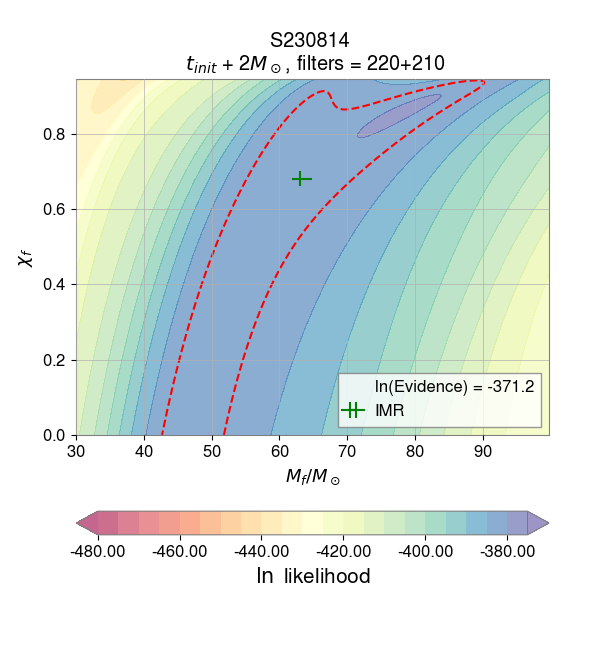 S230814
t_init + 2M_⊙, filters = 220+210
0.8
0.6
0.4
0.2
0.0
χ_f
ln(Evidence) = -371.2
IMR
30 40 50 60 70 80 90
M_f/M_⊙
-480.00 -460.00 -440.00 -420.00 -400.00 -380.00
ln likelihood